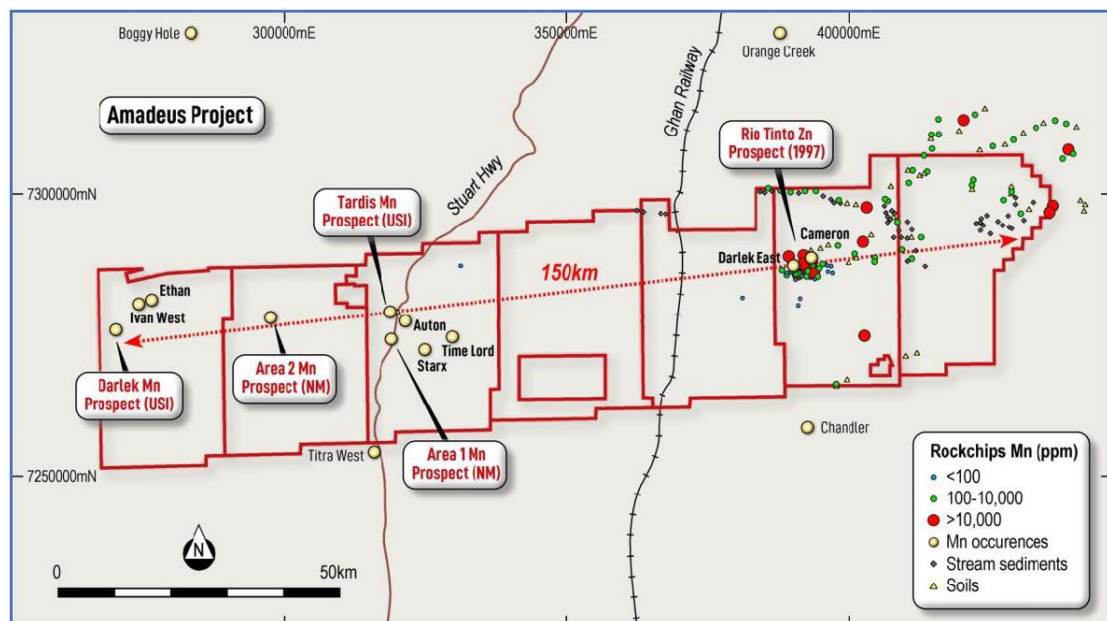 Boggy Hole
300000mE
350000mE
400000mE
Orange Creek
Amadeus Project
Stuart Hwy
Ghan Railway
Rio Tinto Zn
Prospect (1997)
7300000mN
Tardis Mn
Prospect (USI)
Cameron
Darlek East
150km
Ethan
Ivan West
Auton
Time Lord
Starx
Darlek Mn
Prospect (USI)
Area 2 Mn
Prospect (NM)
Area 1 Mn
Prospect (NM)
Titra West
Chandler
7250000mN
N
0
50km
Rockchips Mn (ppm)
<100
100-10,000
>10,000
Mn occurences
Stream sediments
Soils